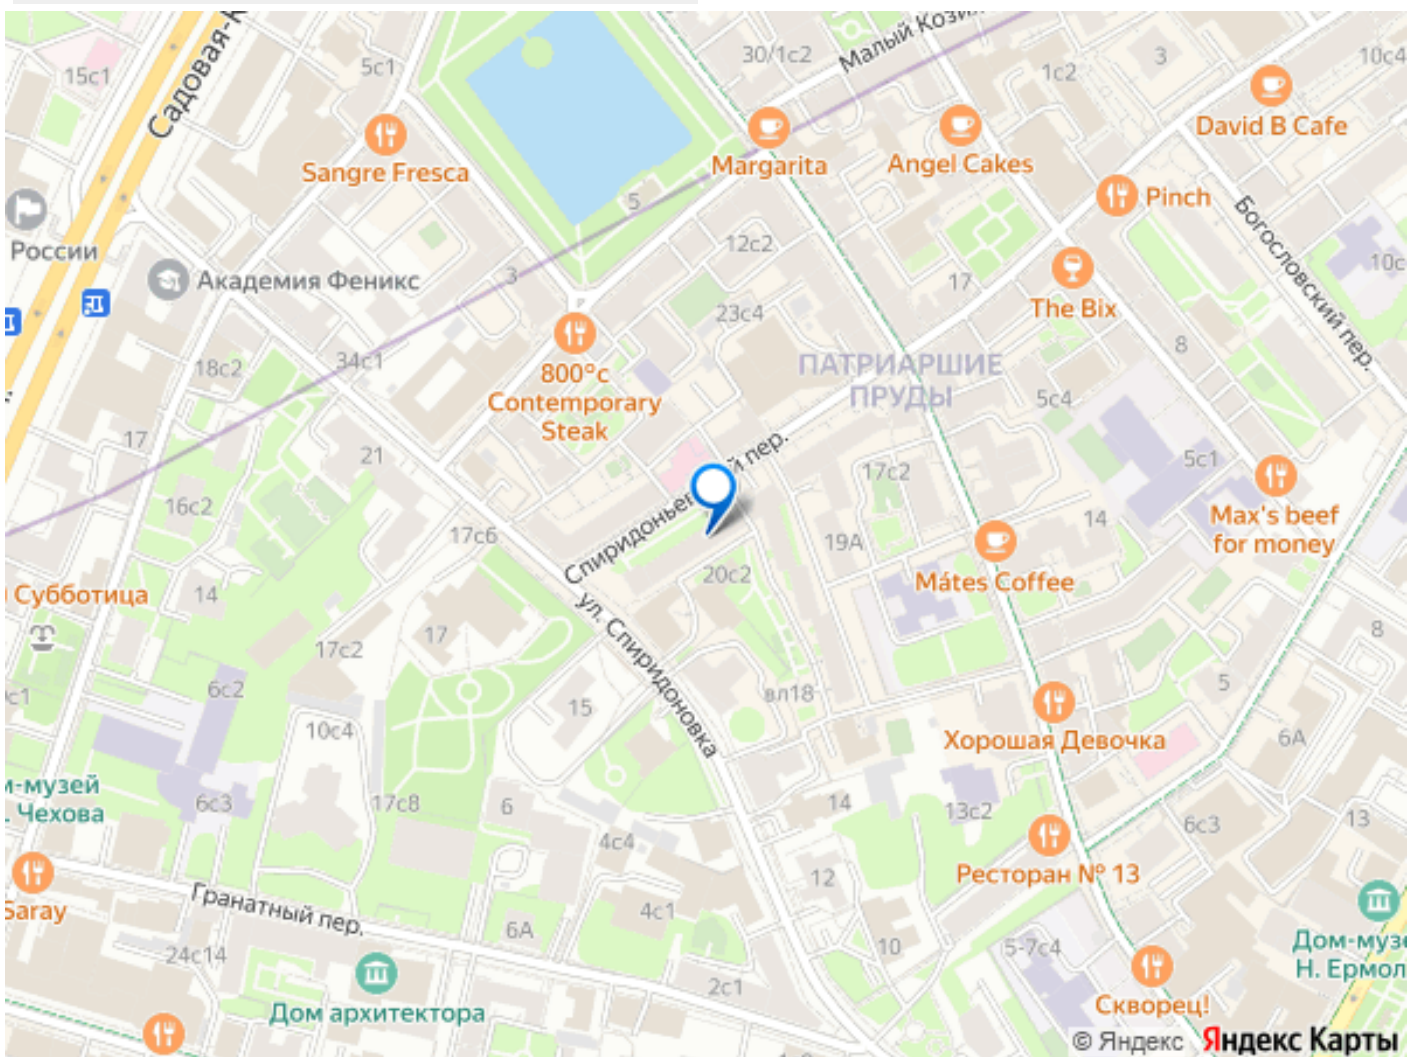 Садовая-К
15с1
5с1
30/1с2
Малый Козих
1с2
3
10с4
Sangre Fresca
Margarita
Angel Cakes
David B Cafe
Pinch
России
Академия Феникс
5
12с2
3
23с4
17
The Bix
Богословский пер.
10с
18с2
34с1
800°c
Contemporary
Steak
ПАТРИАРШИЕ
ПРУДЫ
8
5с4
17
21
16с2
17с6
Спиридоньев
й пер.
17с2
19А
14
5с1
Max's beef
for money
Mátes Coffee
Субботица
14
17с2
17
20с2
ул. Спиридоновка
вл18
8
5
6А
с1
6с2
10с4
15
Хорошая Девочка
м-музей
. Чехова
6с3
17с8
6
4с4
14
13с2
6с3
13
12
Ресторан № 13
Saray
Гранатный пер.
24с14
6А
4с1
10
5-7с4
Дом-музе
Н. Ермол
Дом архитектора
2с1
Скворец!
© Яндекс Яндекс Карты